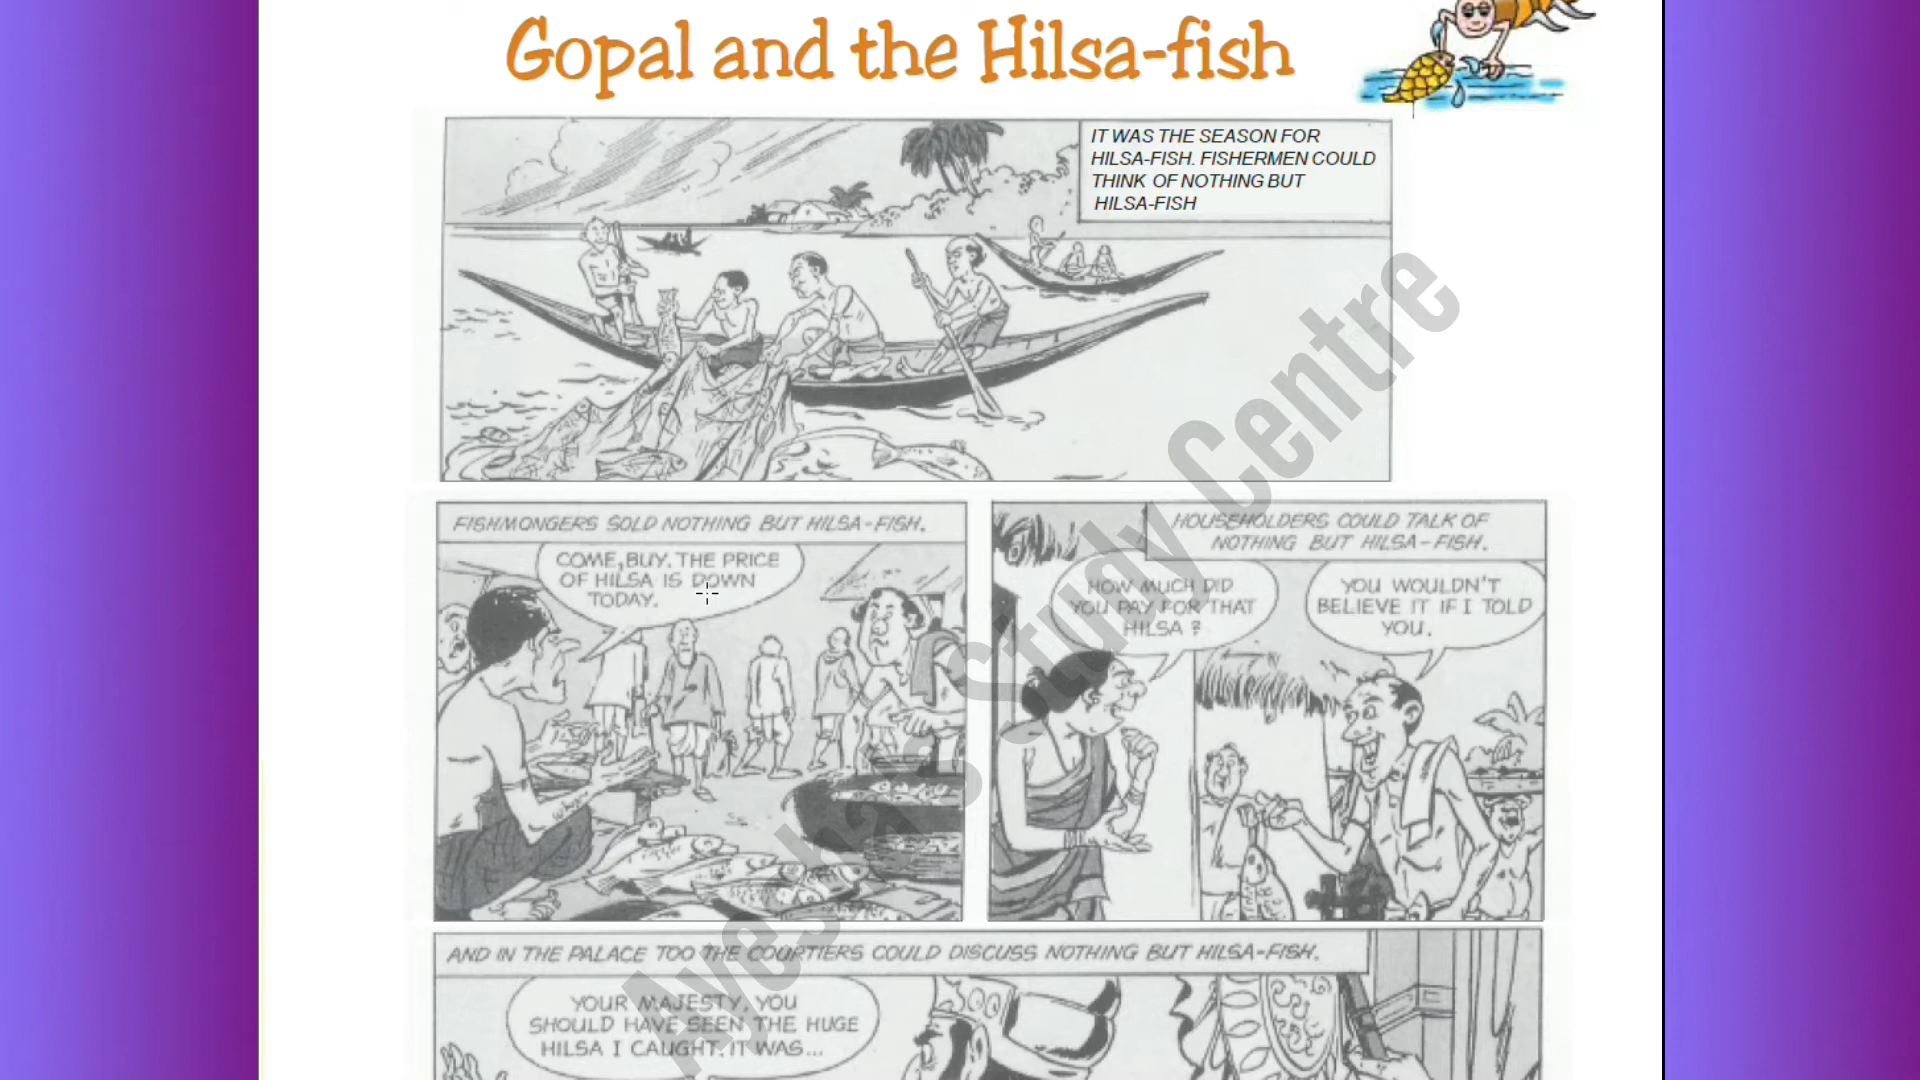 Gopal and the Hilsa-fish
IT WAS THE SEASON FOR
HILSA-FISH. FISHERMEN COULD
THINK OF NOTHING BUT
HILSA-FISH
FISHMONGERS SOLD NOTHING BUT HILSA-FISH.
COME, BUY. THE PRICE
OF HILSA IS DOWN
TODAY.
HOUSEHOLDERS COULD TALK OF
NOTHING BUT HILSA-FISH.
HOW MUCH DID
YOU PAY FOR THAT
HILSA ?
YOU WOULDN'T
BELIEVE IT IF I TOLD
YOU.
AND IN THE PALACE TOO THE COURTIERS COULD DISCUSS NOTHING BUT HILSA-FISH.
YOUR MAJESTY, YOU
SHOULD HAVE SEEN THE HUGE
HILSA I CAUGHT. IT WAS...
Ayesha's Study Centre